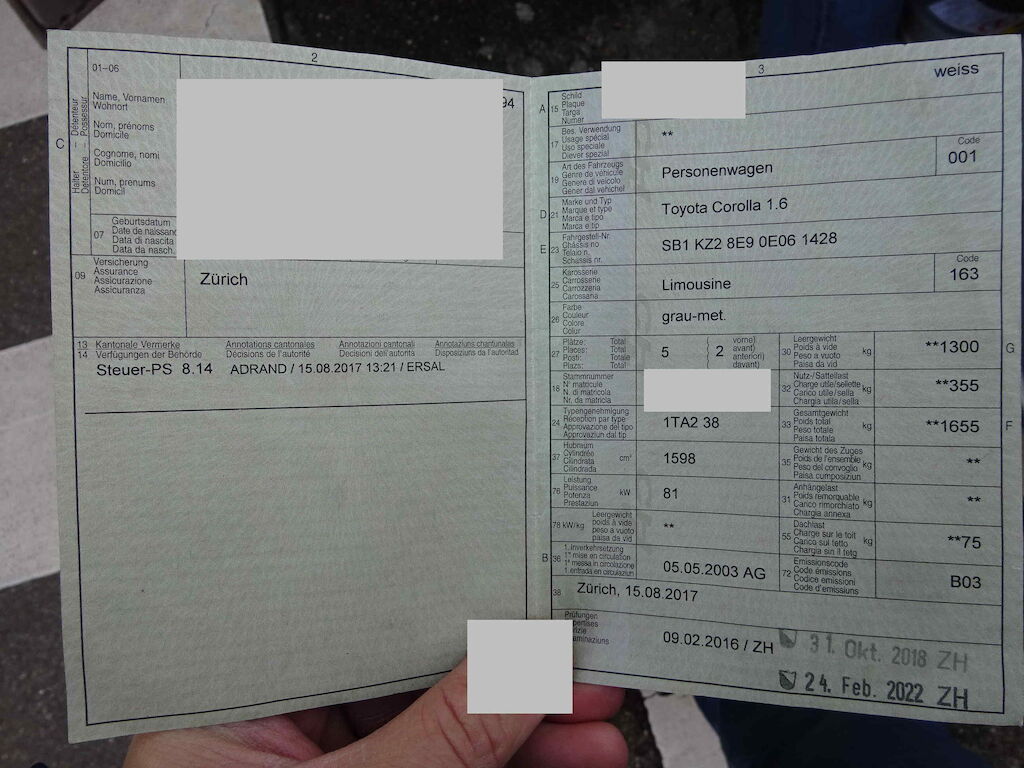 2
01–06
94
C
Halter – Détenteur
Detentore – Possessur
Name, Vornamen
Wohnort
Nom, prénoms
Domicile
Cognome, nomi
Domicilio
Num, prenums
Domicil
07
Geburtsdatum
Date de naissanc
Data di nascita
Data da nasch.
09
Versicherung
Assurance
Assicurazione
Assicuranza
Zürich
13 Kantonale Vermerke Annotations cantonales Annotazioni cantonali Annotaziuns chantunalas
14 Verfügungen der Behörde Décisions de l'autorité Decisioni dell'autorità Disposiziuns da l'autoritad
Steuer-PS 8.14 ADRAND / 15.08.2017 13:21 / ERSAL
3
weiss
A 15
Schild
Plaque
Targa
Numer
17
Bes. Verwendung
Usage spécial
Uso speciale
Diever spezial
**
19
Art des Fahrzeugs
Genre de véhicule
Genere di veicolo
Gener dal vehichel
Personenwagen
Code
001
D 21
Marke und Typ
Marque et type
Marca e tipo
Marca e tip
Toyota Corolla 1.6
E 23
Fahrgestell-Nr.
Châssis no
Telaio n.
Schassis nr.
SB1 KZ2 8E9 0E06 1428
25
Karosserie
Carrosserie
Carrozzeria
Carossaria
Limousine
Code
163
26
Farbe
Couleur
Colore
Colur
grau-met.
27
Plätze: Total
Places: Total
Posti: Totale
Plazs: Total
5
2
vorne)
avant)
anteriori)
davant)
30
Leergewicht
Poids à vide
Peso a vuoto
Paisa da vid
kg
**1300
G
18
Stammnummer
N° matricule
N. di matricola
Nr. da matricla
32
Nutz-/Sattellast
Charge utile/sellette
Carico utile/sella
Chargia utila/sella
kg
**355
24
Typengenehmigung
Réception par type
Approvazione del tipo
Approvaziun dal tip
1TA2 38
33
Gesamtgewicht
Poids total
Peso totale
Paisa totala
kg
**1655
F
37
Hubraum
Cylindrée
Cilindrata
Cilindrada
cm³
1598
35
Gewicht des Zuges
Poids de l'ensemble
Peso del convoglio
Paisa cumposiziun
kg
**
76
Leistung
Puissance
Potenza
Prestaziun
kW
81
31
Anhängelast
Poids remorquable
Carico rimorchiato
Chargia annexa
kg
**
78 kW/kg
Leergewicht
poids à vide
peso a vuoto
paisa da vid
**
55
Dachlast
Charge sur le toit
Carico sul tetto
Chargia sin il tetg
kg
**75
B 36
1. Inverkehrsetzung
1re mise en circulation
1a messa in circolazione
1. entrada en circulaziun
05.05.2003 AG
72
Emissionscode
Code émissions
Codice emissioni
Code d'emissiuns
B03
38
Zürich, 15.08.2017
Prüfungen
09.02.2016 / ZH
31. Okt. 2018 ZH
24. Feb. 2022 ZH